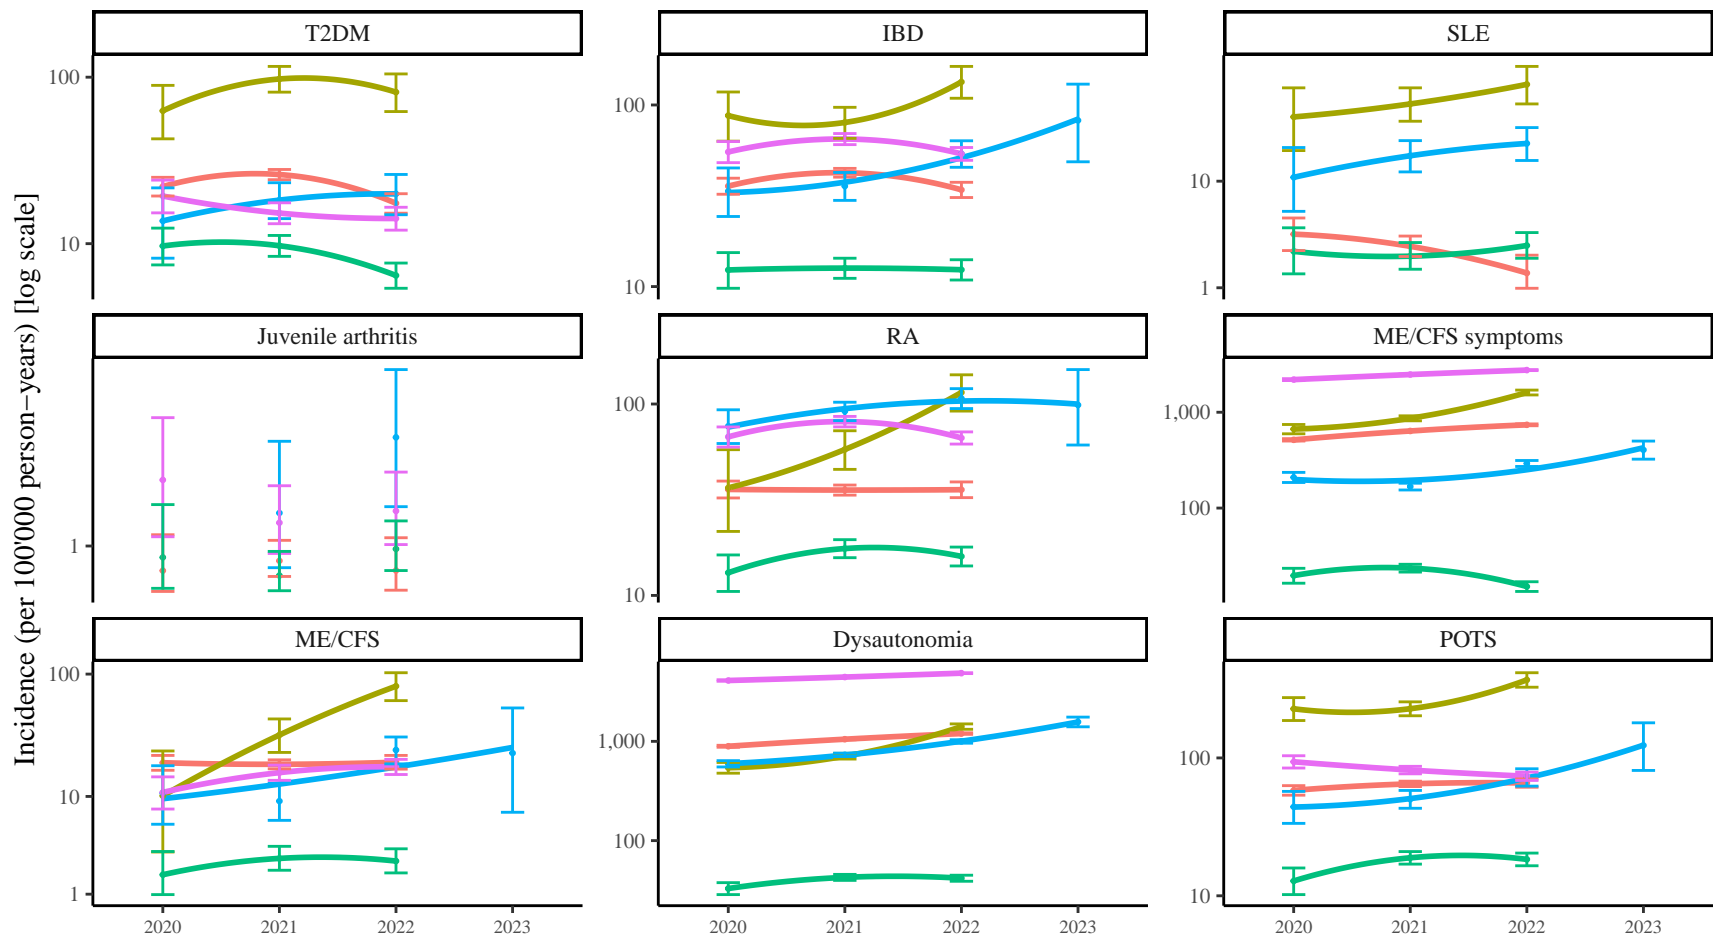 T2DM
IBD
SLE
100
10
100
10
10
1
Juvenile arthritis
RA
ME/CFS symptoms
1
100
10
1,000
100
ME/CFS
Dysautonomia
POTS
100
10
1
1,000
100
100
10
2020 2021 2022 2023
2020 2021 2022 2023
2020 2021 2022 2023
Incidence (per 100'000 person−years) [log scale]